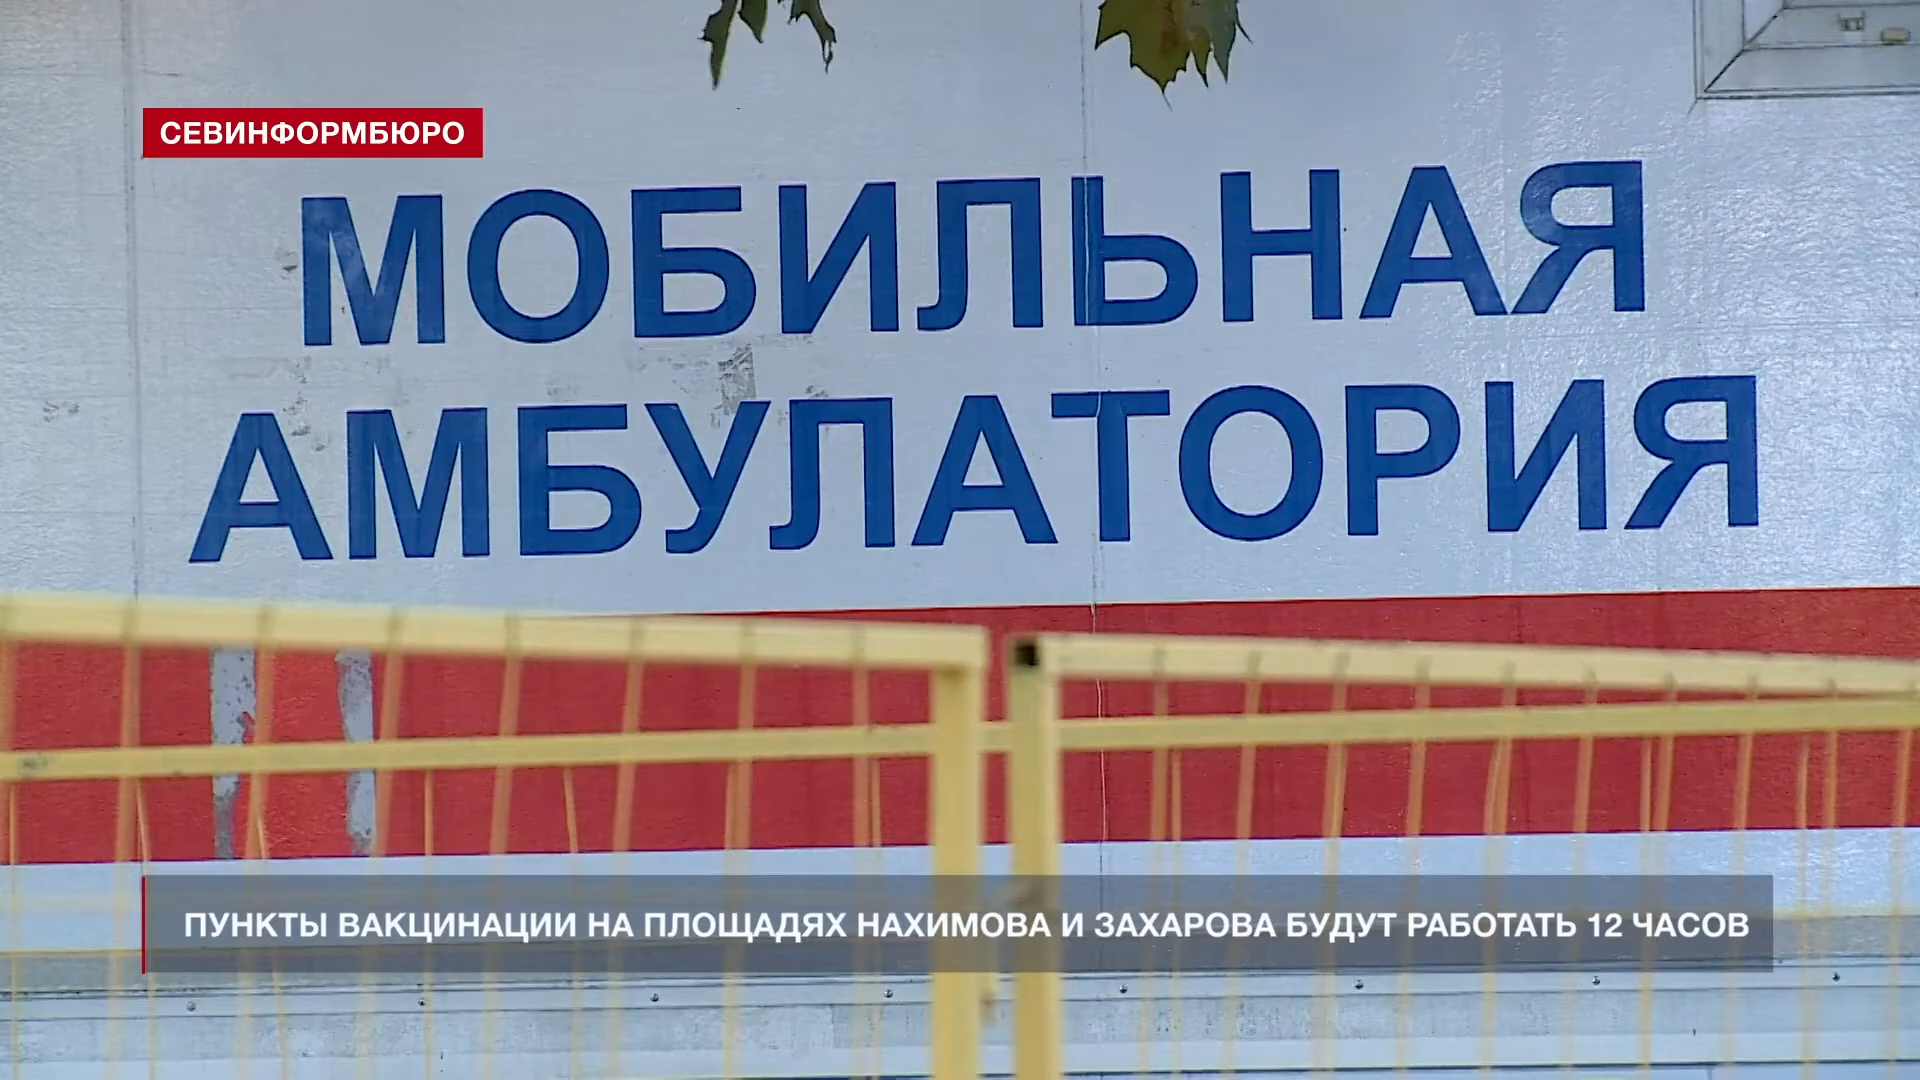 СЕВИНФОРМБЮРО
МОБИЛЬНАЯ
АМБУЛАТОРИЯ
ПУНКТЫ ВАКЦИНАЦИИ НА ПЛОЩАДЯХ НАХИМОВА И ЗАХАРОВА БУДУТ РАБОТАТЬ 12 ЧАСОВ